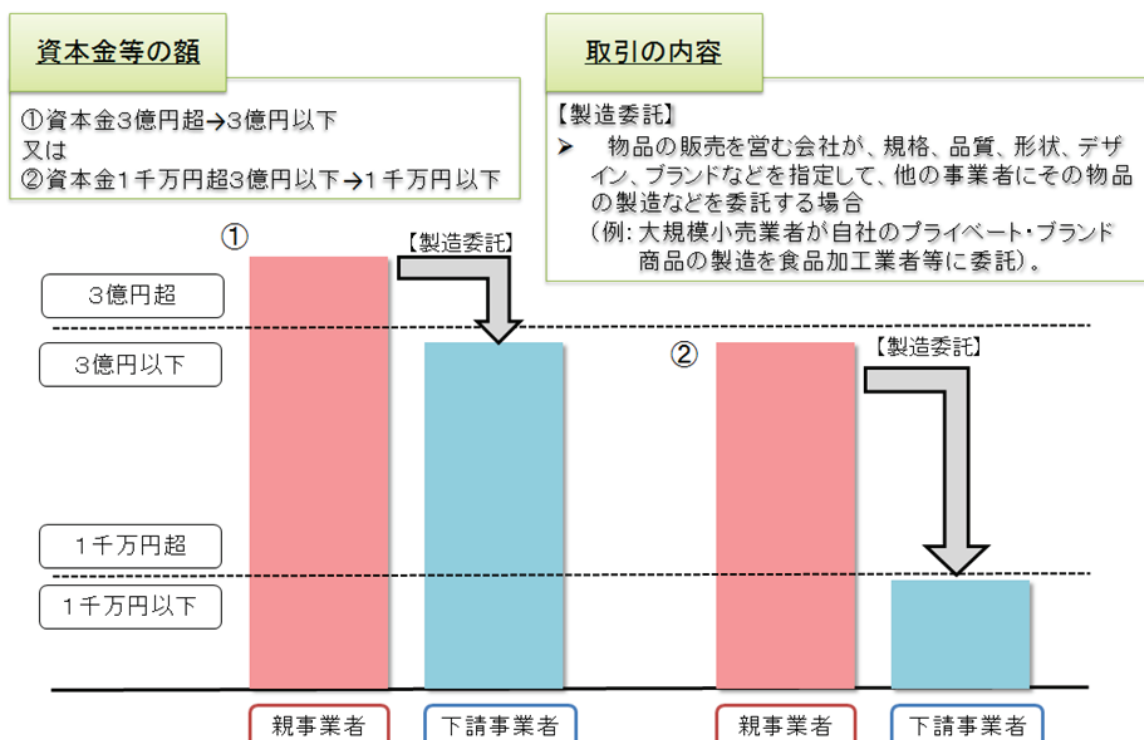 資本金等の額
①資本金3億円超→3億円以下
又は
②資本金1千万円超3億円以下→1千万円以下
取引の内容
【製造委託】
➢ 物品の販売を営む会社が、規格、品質、形状、デザ
イン、ブランドなどを指定して、他の事業者にその物品
の製造などを委託する場合
(例:大規模小売業者が自社のプライベート・ブランド
商品の製造を食品加工業者等に委託)。
①
【製造委託】
3億円超
3億円以下
②
【製造委託】
1千万円超
1千万円以下
親事業者
下請事業者
親事業者
下請事業者